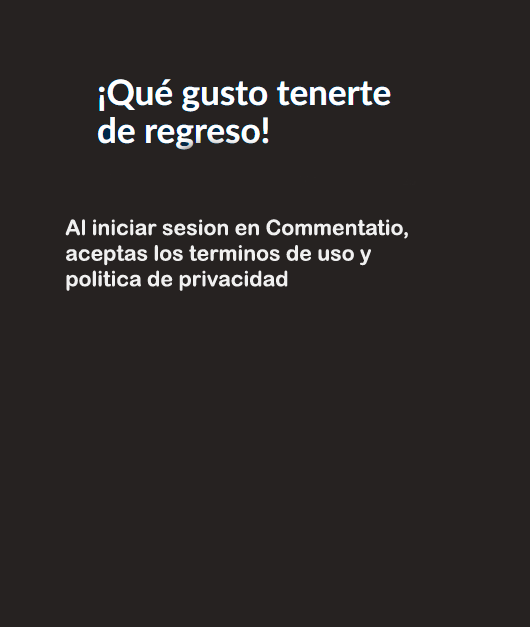 ¡Qué gusto tenerte
de regreso!
Al iniciar sesion en Commentatio,
aceptas los terminos de uso y
politica de privacidad